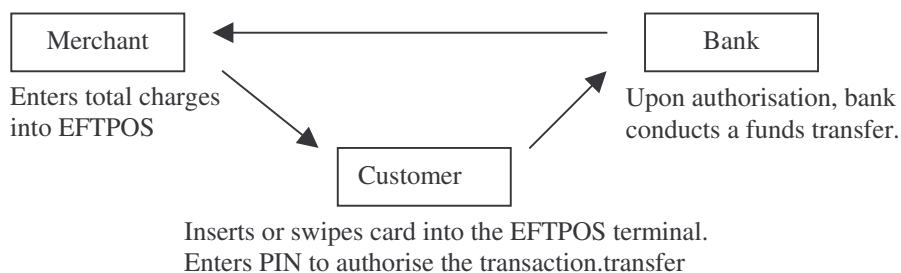 Merchant
Bank
Enters total charges
into EFTPOS
Upon authorisation, bank
conducts a funds transfer.
Customer
Inserts or swipes card into the EFTPOS terminal.
Enters PIN to authorise the transaction.transfer